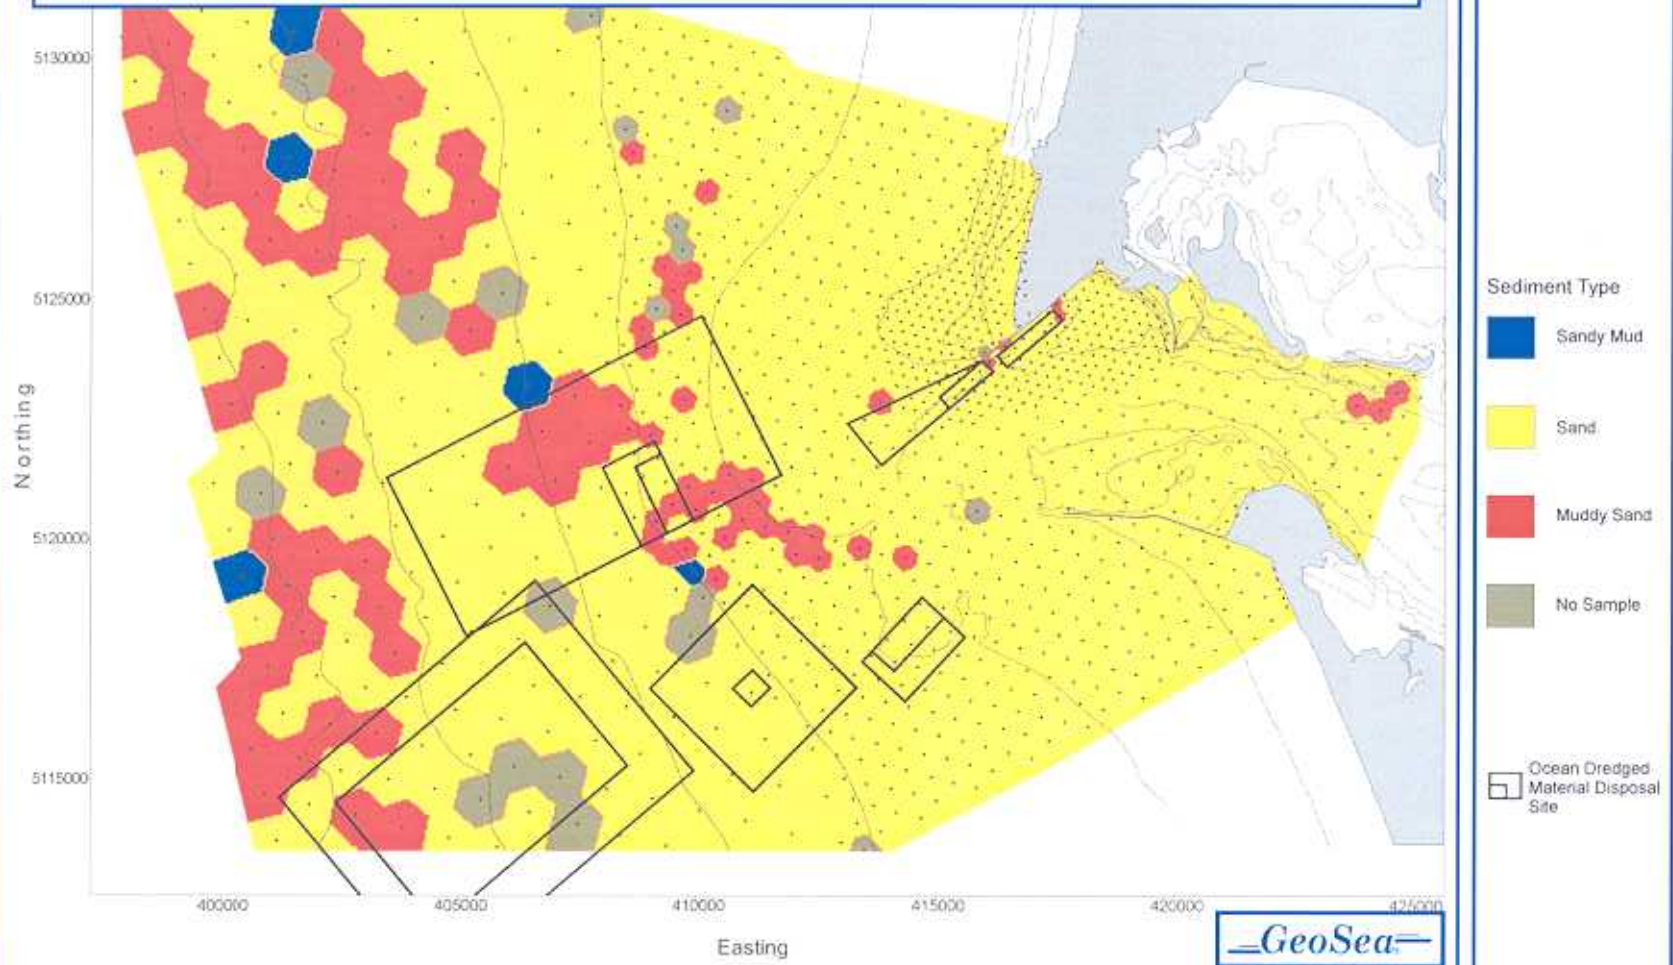 5130000
5125000
5120000
5115000
Northing
400000
405000
410000
415000
420000
425000
Easting
GeoSea
Sediment Type
Sandy Mud
Sand
Muddy Sand
No Sample
Ocean Dredged
Material Disposal
Site